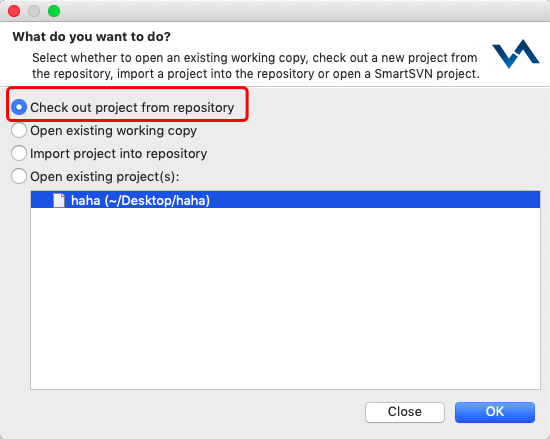 What do you want to do?
Select whether to open an existing working copy, check out a new project from
the repository, import a project into the repository or open a SmartSVN project.
Check out project from repository
Open existing working copy
Import project into repository
Open existing project(s):
haha (~/Desktop/haha)
Close
OK